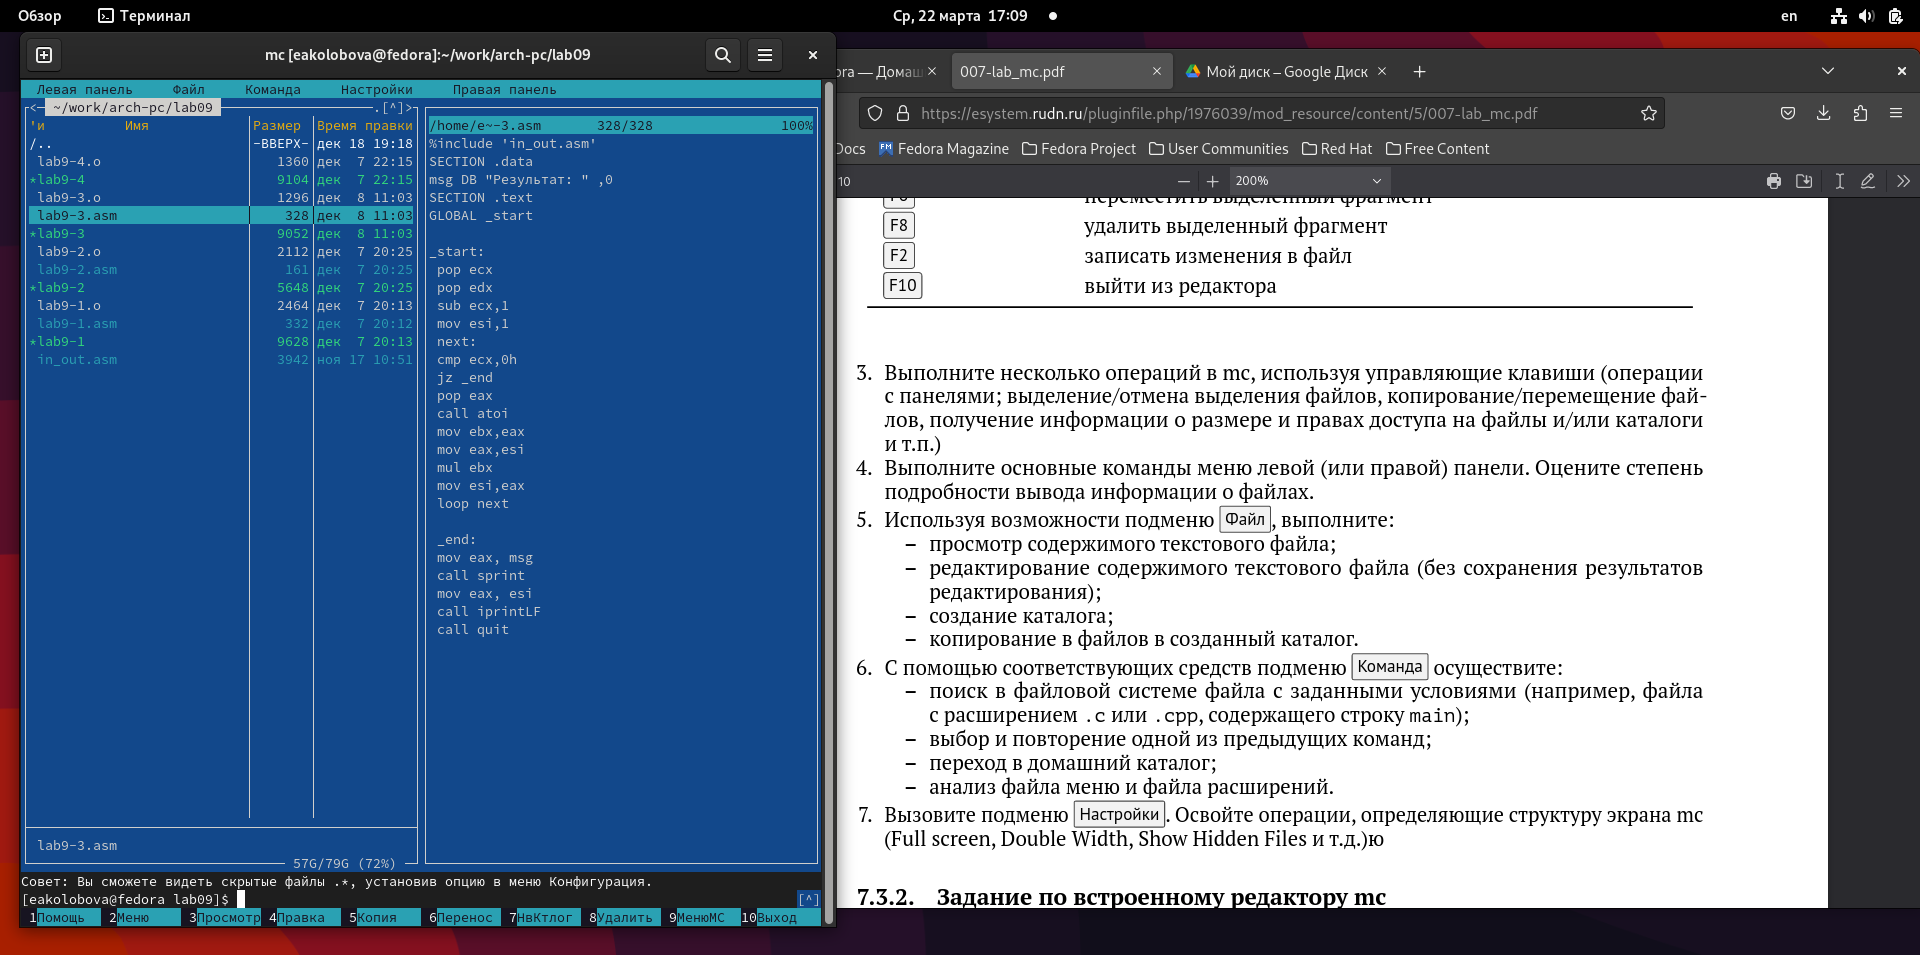 Обзор Терминал Ср, 22 марта 17:09 en
mc [eakolobova@fedora]:~/work/arch-pc/lab09
Левая панель Файл Команда Настройки Правая панель
<─ ~/work/arch-pc/lab09 .[^]>
'и Имя Размер Время правки
/.. -ВВЕРХ- дек 18 19:18
lab9-4.o 1360 дек 7 22:15
*lab9-4 9104 дек 7 22:15
lab9-3.o 1296 дек 8 11:03
lab9-3.asm 328 дек 8 11:03
*lab9-3 9052 дек 8 11:03
lab9-2.o 2112 дек 7 20:25
lab9-2.asm 161 дек 7 20:25
*lab9-2 5648 дек 7 20:25
lab9-1.o 2464 дек 7 20:13
lab9-1.asm 332 дек 7 20:12
*lab9-1 9628 дек 7 20:13
in_out.asm 3942 ноя 17 10:51
lab9-3.asm
57G/79G (72%)
/home/e~-3.asm 328/328 100%
%include 'in_out.asm'
SECTION .data
msg DB "Результат: " ,0
SECTION .text
GLOBAL _start
_start:
pop ecx
pop edx
sub ecx,1
mov esi,1
next:
cmp ecx,0h
jz _end
pop eax
call atoi
mov ebx,eax
mov eax,esi
mul ebx
mov esi,eax
loop next
_end:
mov eax, msg
call sprint
mov eax, esi
call iprintLF
call quit
Совет: Вы сможете видеть скрытые файлы .*, установив опцию в меню Конфигурация.
[eakolobova@fedora lab09]$ [^]
1Помощь 2Меню 3Просмотр 4Правка 5Копия 6Перенос 7НвКтлог 8Удалить 9МенюМС 10Выход
ora — Домаш 007-lab_mc.pdf Мой диск – Google Диск
https://esystem.rudn.ru/pluginfile.php/1976039/mod_resource/content/5/007-lab_mc.pdf
Docs Fedora Magazine Fedora Project User Communities Red Hat Free Content
10 200%
переместить выделенный фрагмент
F8 удалить выделенный фрагмент
F2 записать изменения в файл
F10 выйти из редактора
3. Выполните несколько операций в mc, используя управляющие клавиши (операции
с панелями; выделение/отмена выделения файлов, копирование/перемещение фай-
лов, получение информации о размере и правах доступа на файлы и/или каталоги
и т.п.)
4. Выполните основные команды меню левой (или правой) панели. Оцените степень
подробности вывода информации о файлах.
5. Используя возможности подменю Файл, выполните:
– просмотр содержимого текстового файла;
– редактирование содержимого текстового файла (без сохранения результатов
редактирования);
– создание каталога;
– копирование в файлов в созданный каталог.
6. С помощью соответствующих средств подменю Команда осуществите:
– поиск в файловой системе файла с заданными условиями (например, файла
с расширением .c или .cpp, содержащего строку main);
– выбор и повторение одной из предыдущих команд;
– переход в домашний каталог;
– анализ файла меню и файла расширений.
7. Вызовите подменю Настройки. Освойте операции, определяющие структуру экрана mc
(Full screen, Double Width, Show Hidden Files и т.д.)ю
7.3.2. Задание по встроенному редактору mc